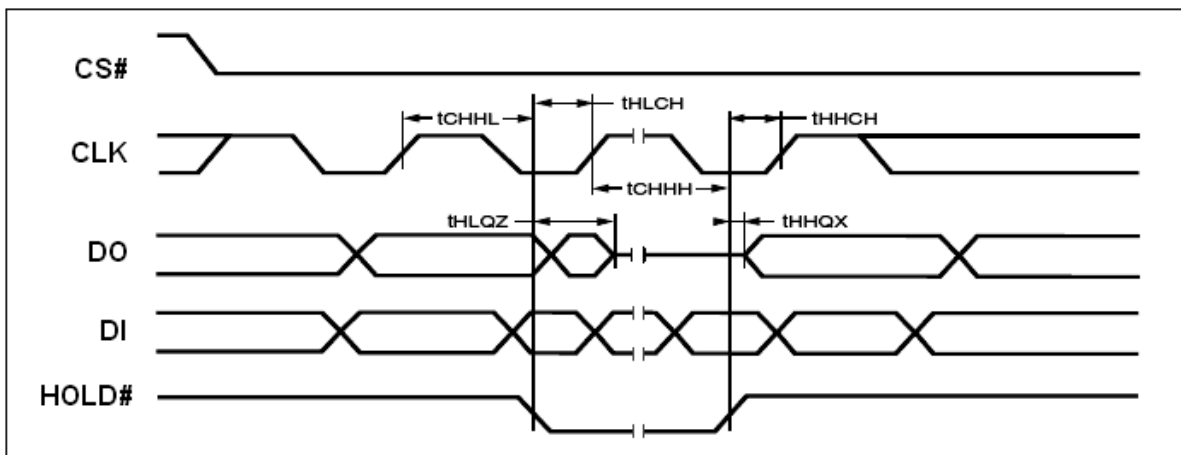 CS#
tHLCH
tCHHL
tHHCH
CLK
tCHHH
tHLQZ
tHHQX
DO
DI
HOLD#